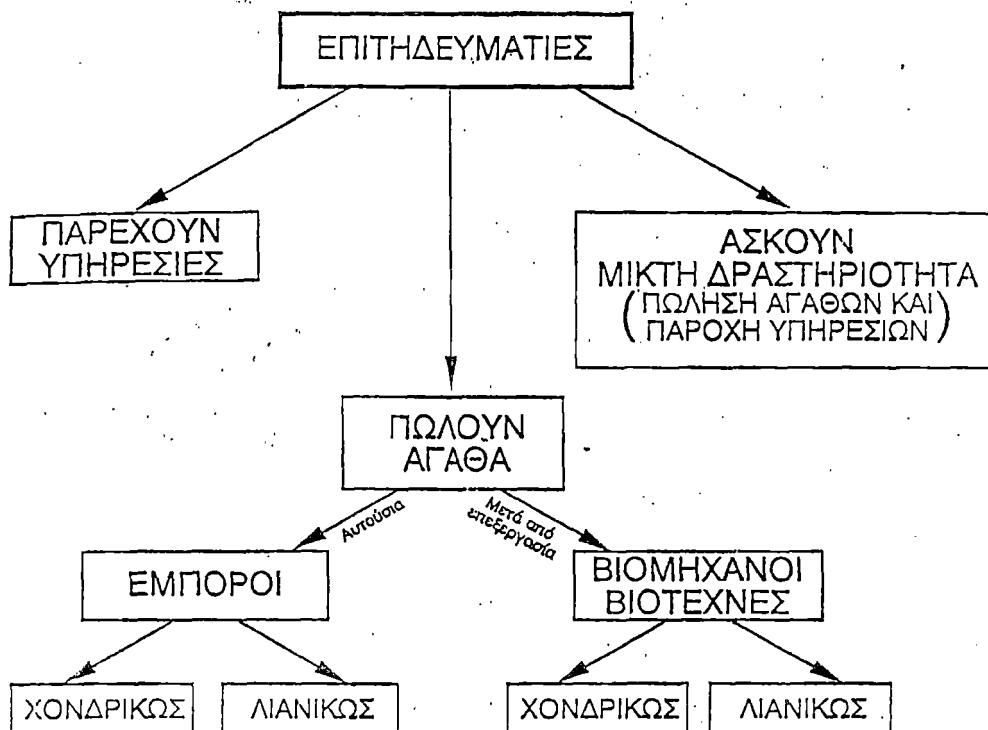 ΕΠΙΤΗΔΕΥΜΑΤΙΕΣ
ΠΑΡΕΧΟΥΝ
ΥΠΗΡΕΣΙΕΣ
ΑΣΚΟΥΝ
ΜΙΚΤΗ ΔΡΑΣΤΗΡΙΟΤΗΤΑ
(ΠΩΛΗΣΗ ΑΓΑΘΩΝ ΚΑΙ
ΠΑΡΟΧΗ ΥΠΗΡΕΣΙΩΝ)
ΠΩΛΟΥΝ
ΑΓΑΘΑ
Αυτούσια
Μετά από
επεξεργασία
ΕΜΠΟΡΟΙ
ΒΙΟΜΗΧΑΝΟΙ
ΒΙΟΤΕΧΝΕΣ
ΧΟΝΔΡΙΚΩΣ
ΛΙΑΝΙΚΩΣ
ΧΟΝΔΡΙΚΩΣ
ΛΙΑΝΙΚΩΣ